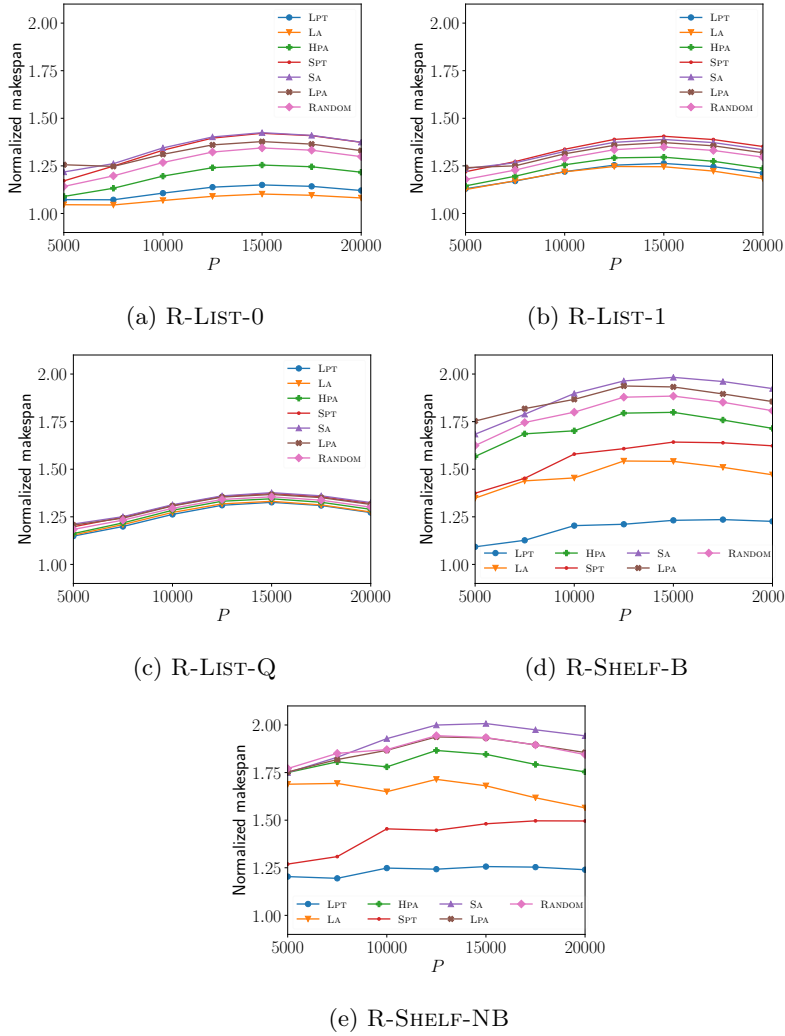 Normalized makespan
2.00
1.75
1.50
1.25
1.00
5000 10000 15000 20000
P
LPT
LA
HPA
SPT
SA
LPA
RANDOM
(a) R-LIST-0
Normalized makespan
2.00
1.75
1.50
1.25
1.00
5000 10000 15000 20000
P
LPT
LA
HPA
SPT
SA
LPA
RANDOM
(b) R-LIST-1
Normalized makespan
2.00
1.75
1.50
1.25
1.00
5000 10000 15000 20000
P
LPT
LA
HPA
SPT
SA
LPA
RANDOM
(c) R-LIST-Q
Normalized makespan
2.00
1.75
1.50
1.25
1.00
LPT HPA SA RANDOM
LA SPT LPA
5000 10000 15000 2000
P
(d) R-SHELF-B
Normalized makespan
2.00
1.75
1.50
1.25
1.00
LPT HPA SA RANDOM
LA SPT LPA
5000 10000 15000 20000
P
(e) R-SHELF-NB